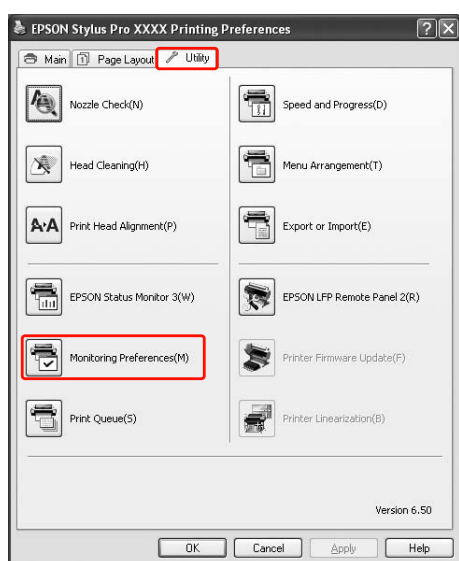 EPSON Stylus Pro XXXX Printing Preferences
Main Page Layout Utility
Nozzle Check(N)
Speed and Progress(D)
Head Cleaning(H)
Menu Arrangement(T)
Print Head Alignment(P)
Export or Import(E)
EPSON Status Monitor 3(W)
EPSON LFP Remote Panel 2(R)
Monitoring Preferences(M)
Printer Firmware Update(F)
Print Queue(S)
Printer Linearization(B)
Version 6.50
OK Cancel Apply Help